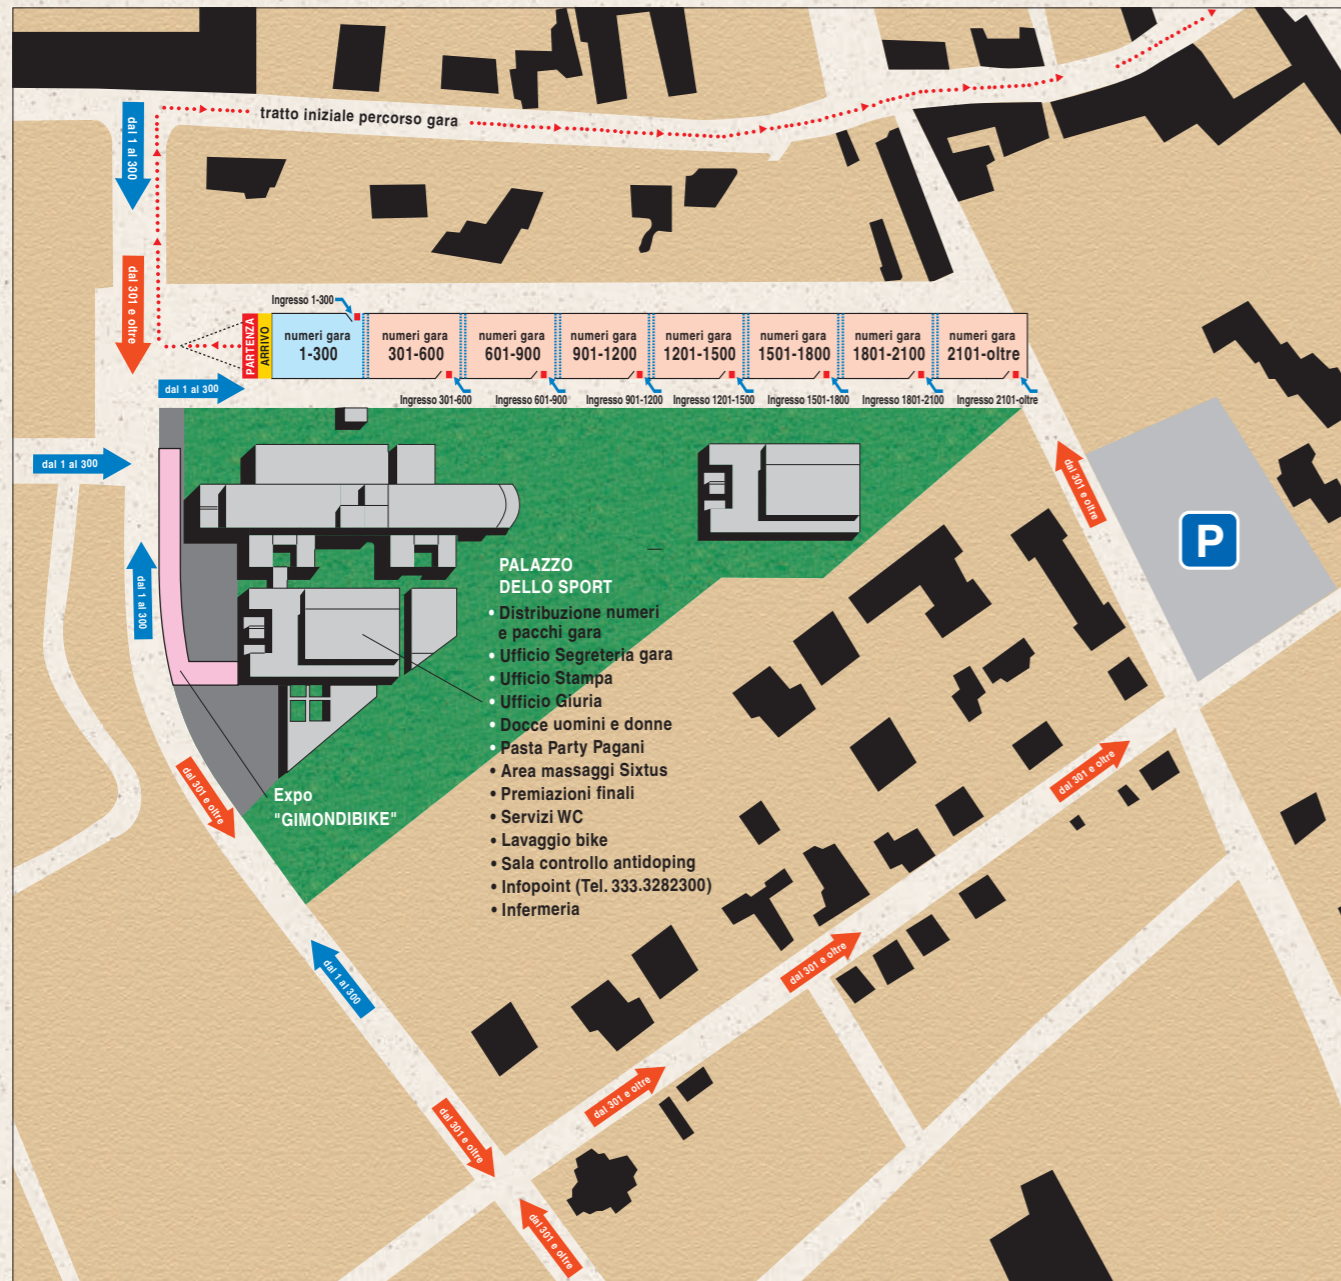 dal 1 al 300
tratto iniziale percorso gara
dal 301 e oltre
Ingresso 1-300
PARTENZA
ARRIVO
numeri gara
1-300
numeri gara
301-600
numeri gara
601-900
numeri gara
901-1200
numeri gara
1201-1500
numeri gara
1501-1800
numeri gara
1801-2100
numeri gara
2101-oltre
dal 1 al 300
Ingresso 301-600
Ingresso 601-900
Ingresso 901-1200
Ingresso 1201-1500
Ingresso 1501-1800
Ingresso 1801-2100
Ingresso 2101-oltre
dal 1 al 300
dal 301 e oltre
P
dal 1 al 300
PALAZZO
DELLO SPORT
• Distribuzione numeri
e pacchi gara
• Ufficio Segreteria gara
• Ufficio Stampa
• Ufficio Giuria
• Docce uomini e donne
• Pasta Party Pagani
• Area massaggi Sixtus
• Premiazioni finali
• Servizi WC
• Lavaggio bike
• Sala controllo antidoping
• Infopoint (Tel. 333.3282300)
• Infermeria
dal 301 e oltre
Expo
"GIMONDIBIKE"
dal 301 e oltre
dal 301 e oltre
dal 1 al 300
dal 301 e oltre
dal 301 e oltre
dal 301 e oltre